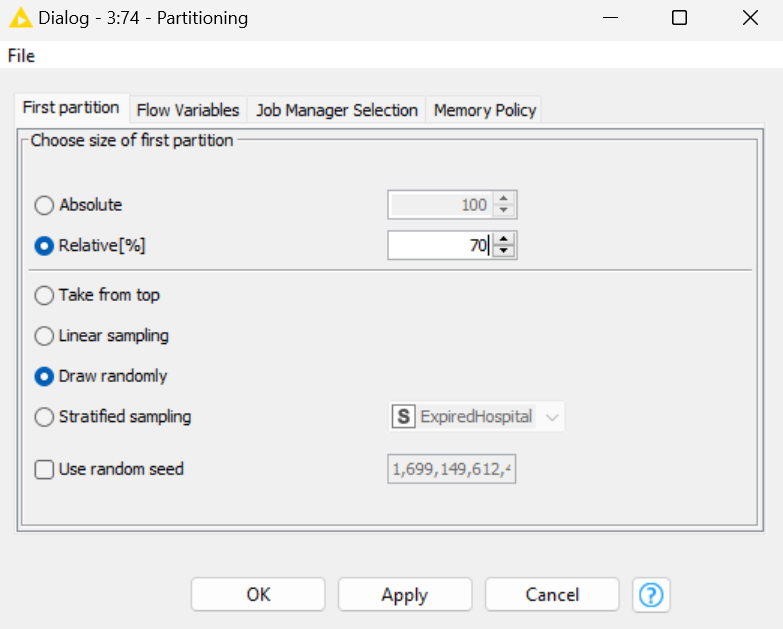 Dialog - 3:74 - Partitioning
File
First partition Flow Variables Job Manager Selection Memory Policy
Choose size of first partition
Absolute 100
Relative[%] 70
Take from top
Linear sampling
Draw randomly
Stratified sampling S ExpiredHospital
Use random seed 1,699,149,612,
OK Apply Cancel ?